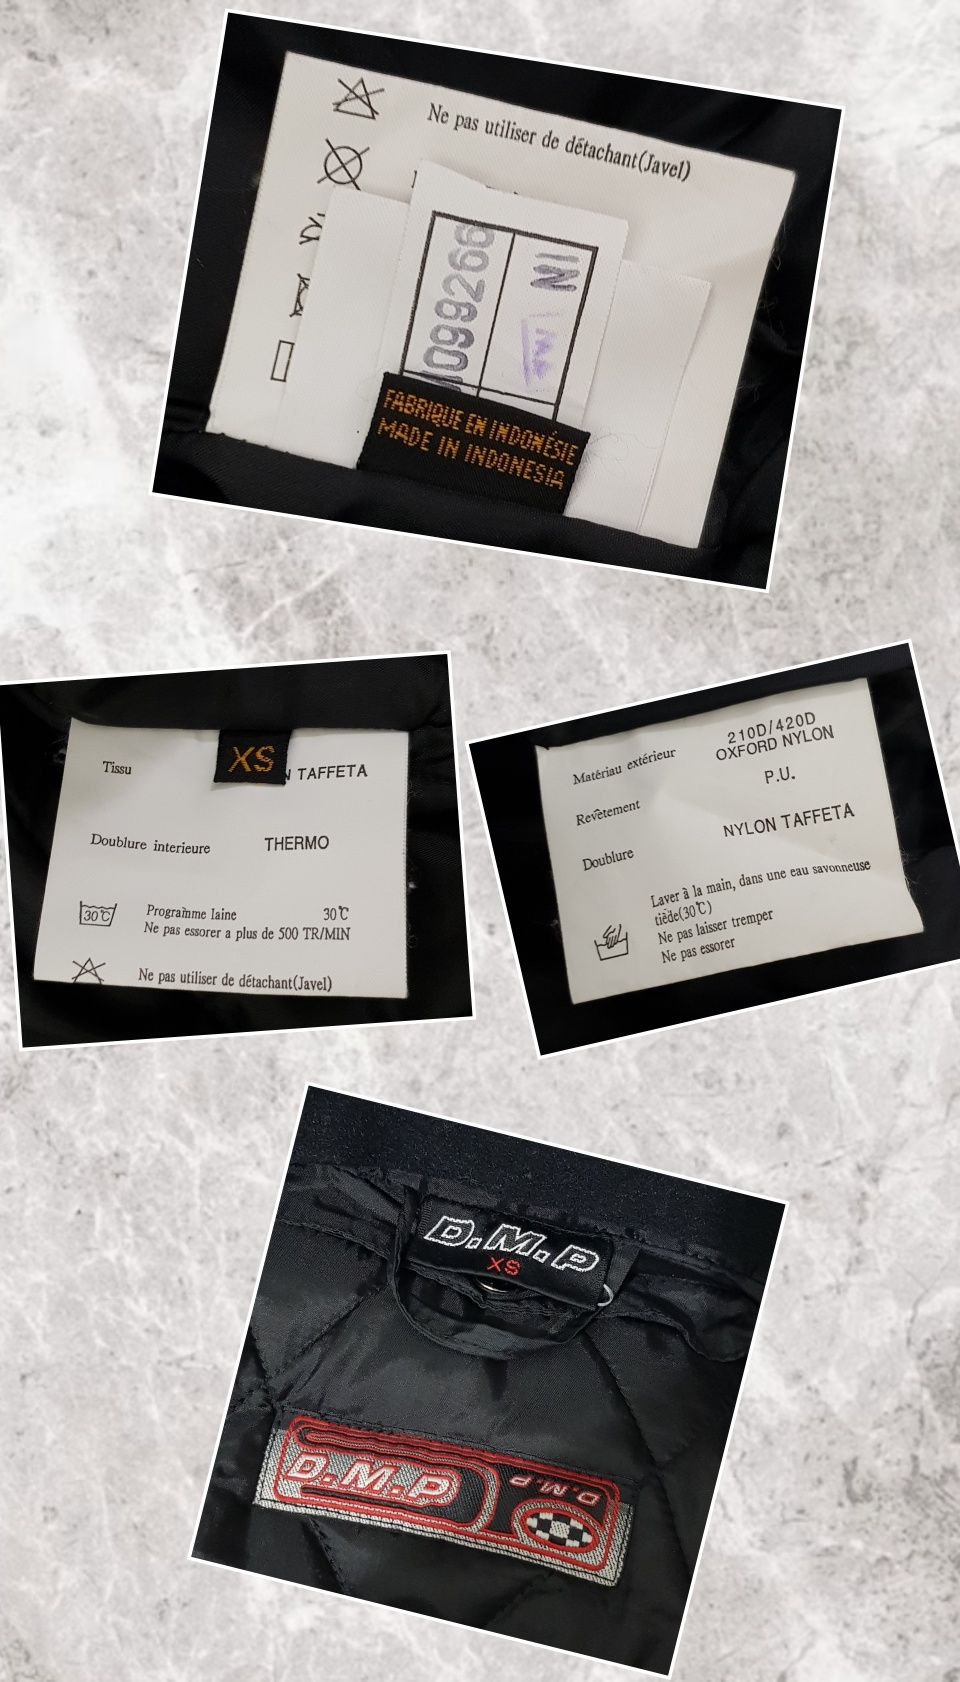 Ne pas utiliser de détachant(Javel)
099266
IN
FABRIQUE EN INDONÉSIE
MADE IN INDONESIA
XS
Tissu N TAFFETA
Doublure interieure THERMO
30℃ Programme laine 30℃
Ne pas essorer a plus de 500 TR/MIN
Ne pas utiliser de détachant(Javel)
Matériau extérieur 210D/420D
OXFORD NYLON
Revêtement P.U.
Doublure NYLON TAFFETA
Laver à la main, dans une eau savonneuse
tiède(30℃)
Ne pas laisser tremper
Ne pas essorer
D.M.P
XS
D.M.P
D.M.P